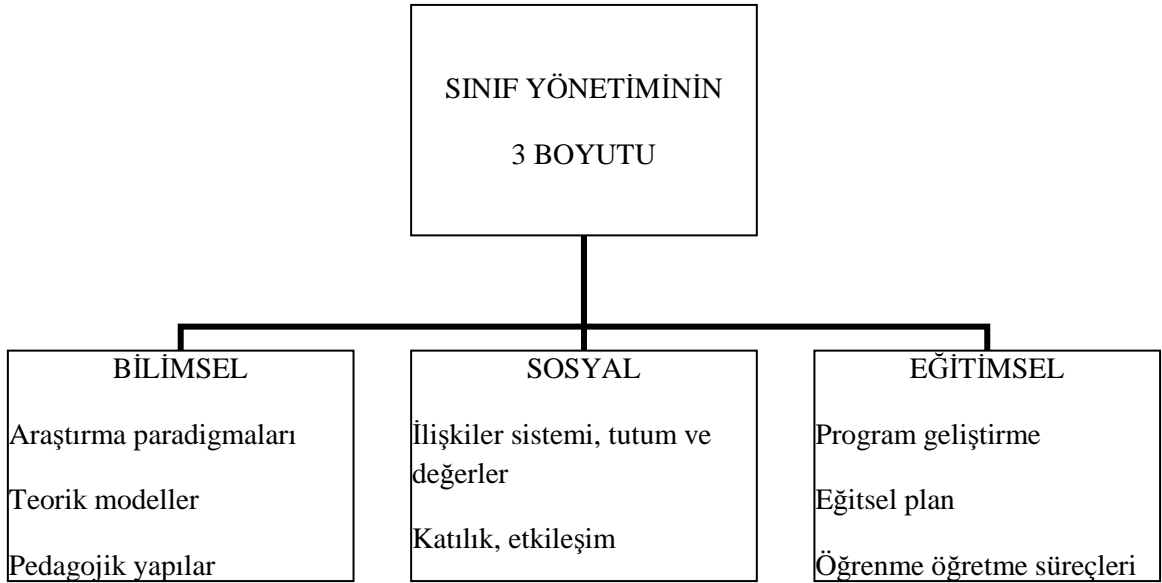 SINIF YÖNETİMİNİN
3 BOYUTU
BİLİMSEL
Araştırma paradigmaları
Teorik modeller
Pedagojik yapılar
SOSYAL
İlişkiler sistemi, tutum ve
değerler
Katılık, etkileşim
EĞİTİMSEL
Program geliştirme
Eğitsel plan
Öğrenme öğretme süreçleri